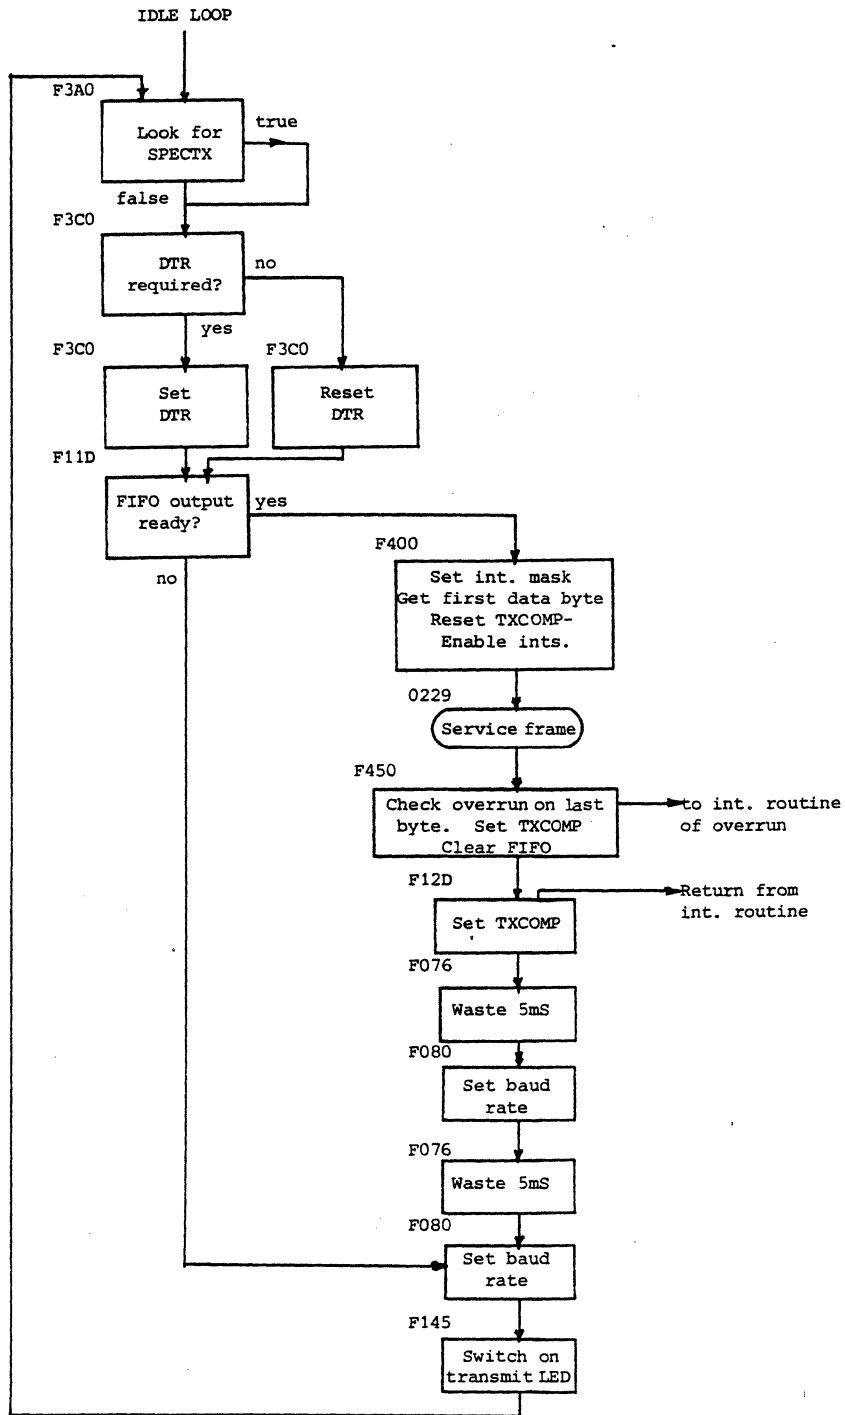 IDLE LOOP
F3A0
Look for
SPECTX
true
false
F3C0
DTR
required?
no
yes
F3C0
Set
DTR
F3C0
Reset
DTR
F11D
FIFO output
ready?
yes
no
F400
Set int. mask
Get first data byte
Reset TXCOMP-
Enable ints.
0229
Service frame
F450
Check overrun on last
byte. Set TXCOMP
Clear FIFO
to int. routine
of overrun
F12D
Set TXCOMP
Return from
int. routine
F076
Waste 5mS
F080
Set baud
rate
F076
Waste 5mS
F080
Set baud
rate
F145
Switch on
transmit LED